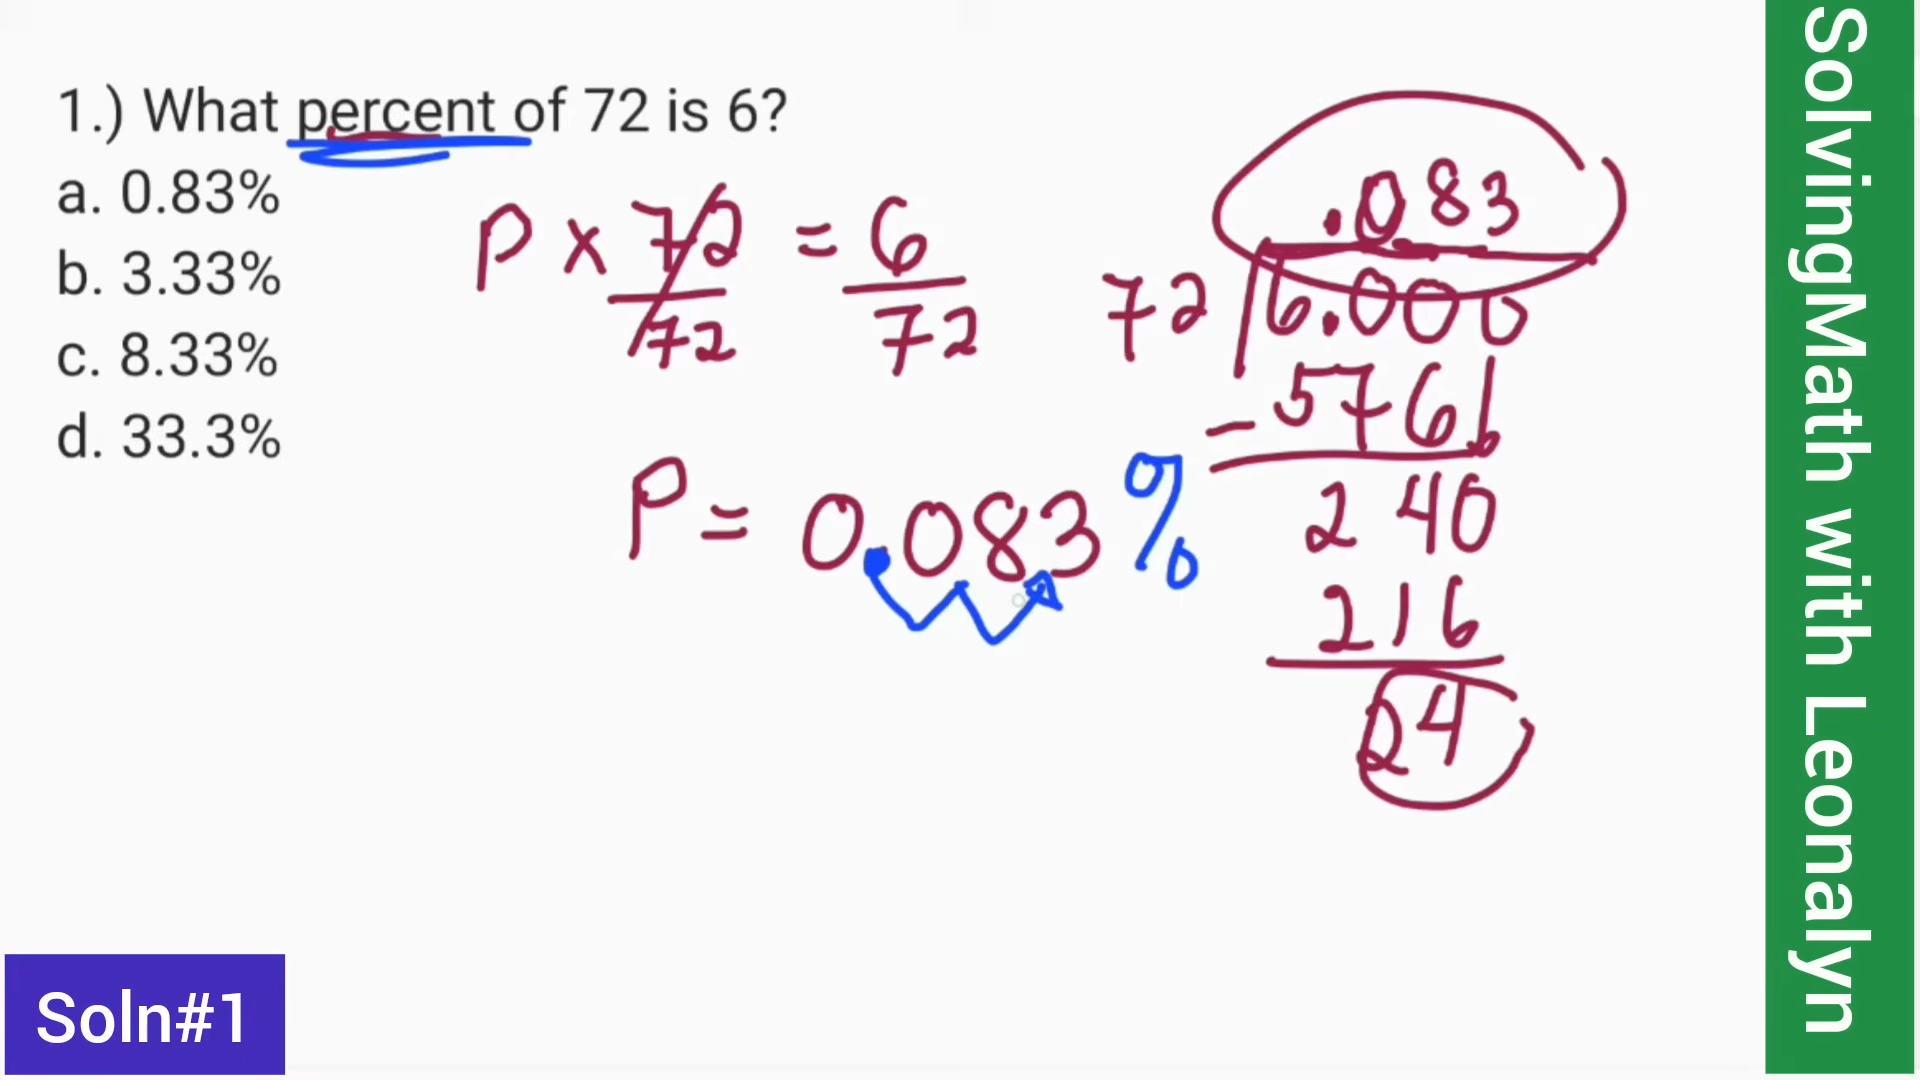 1.) What percent of 72 is 6?
a. 0.83%
b. 3.33%
c. 8.33%
d. 33.3%
P x 72 = 6
72 72
P = 0.083 %
.083
72 6.000
- 576
240
216
24
Soln#1
SolvingMath with Leonalyn